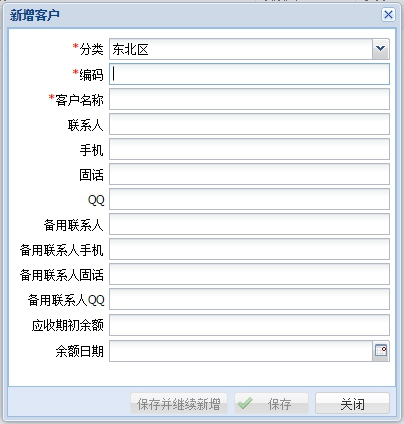 新增客户
*分类 东北区
*编码
*客户名称
联系人
手机
固话
QQ
备用联系人
备用联系人手机
备用联系人固话
备用联系人QQ
应收期初余额
余额日期
保存并继续新增 保存 关闭